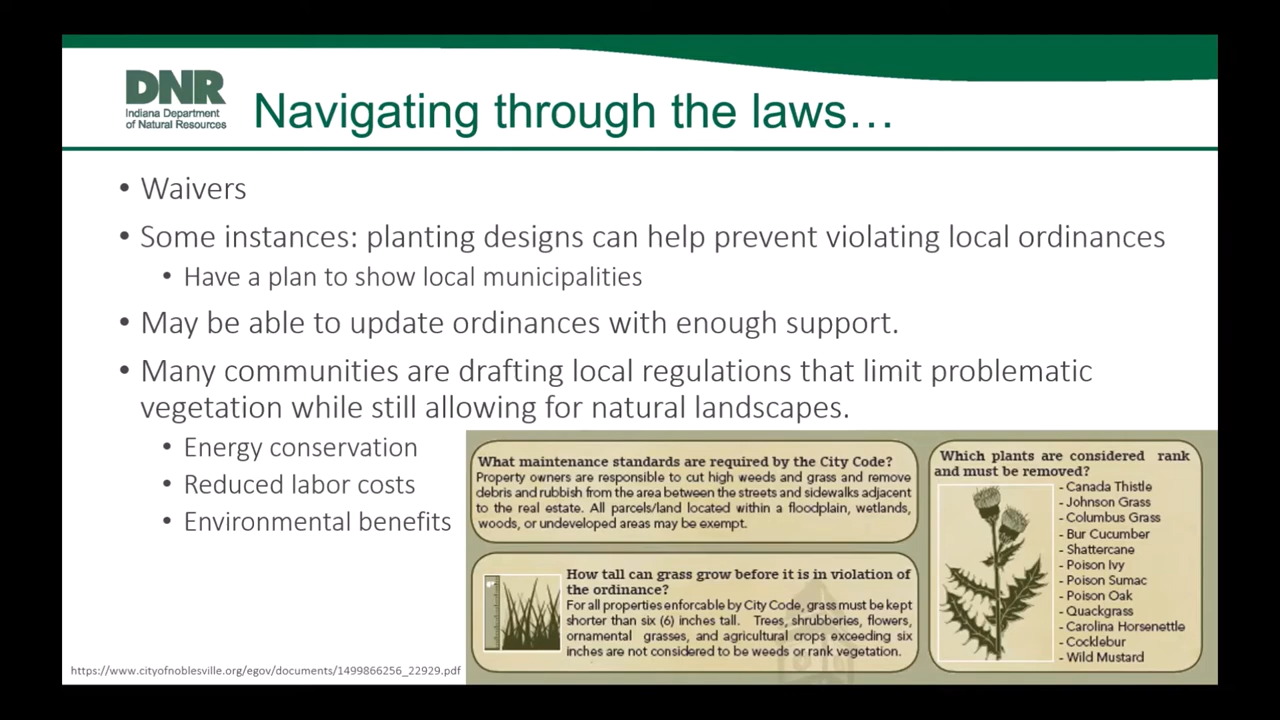 DNR
Indiana Department
of Natural Resources
Navigating through the laws…
• Waivers
• Some instances: planting designs can help prevent violating local ordinances
• Have a plan to show local municipalities
• May be able to update ordinances with enough support.
• Many communities are drafting local regulations that limit problematic
vegetation while still allowing for natural landscapes.
• Energy conservation
• Reduced labor costs
• Environmental benefits
What maintenance standards are required by the City Code?
Property owners are responsible to cut high weeds and grass and remove
debris and rubbish from the area between the streets and sidewalks adjacent
to the real estate. All parcels/land located within a floodplain, wetlands,
woods, or undeveloped areas may be exempt.
How tall can grass grow before it is in violation of
the ordinance?
For all properties enforcable by City Code, grass must be kept
shorter than six (6) inches tall. Trees, shrubberies, flowers,
ornamental grasses, and agricultural crops exceeding six
inches are not considered to be weeds or rank vegetation.
Which plants are considered rank
and must be removed?
- Canada Thistle
- Johnson Grass
- Columbus Grass
- Bur Cucumber
- Shattercane
- Poison Ivy
- Poison Sumac
- Poison Oak
- Quackgrass
- Carolina Horsenettle
- Cocklebur
- Wild Mustard
https://www.cityofnoblesville.org/egov/documents/1499866256_22929.pdf